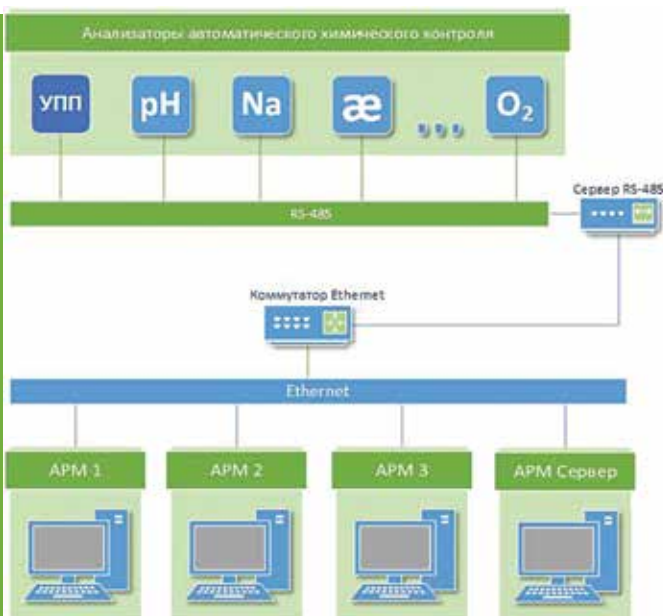 Анализаторы автоматического химического контроля
УПП
pH
Na
æ
O₂
Сервер RS-485
RS-485
Коммутатор Ethernet
Ethernet
АРМ 1
АРМ 2
АРМ 3
АРМ Сервер